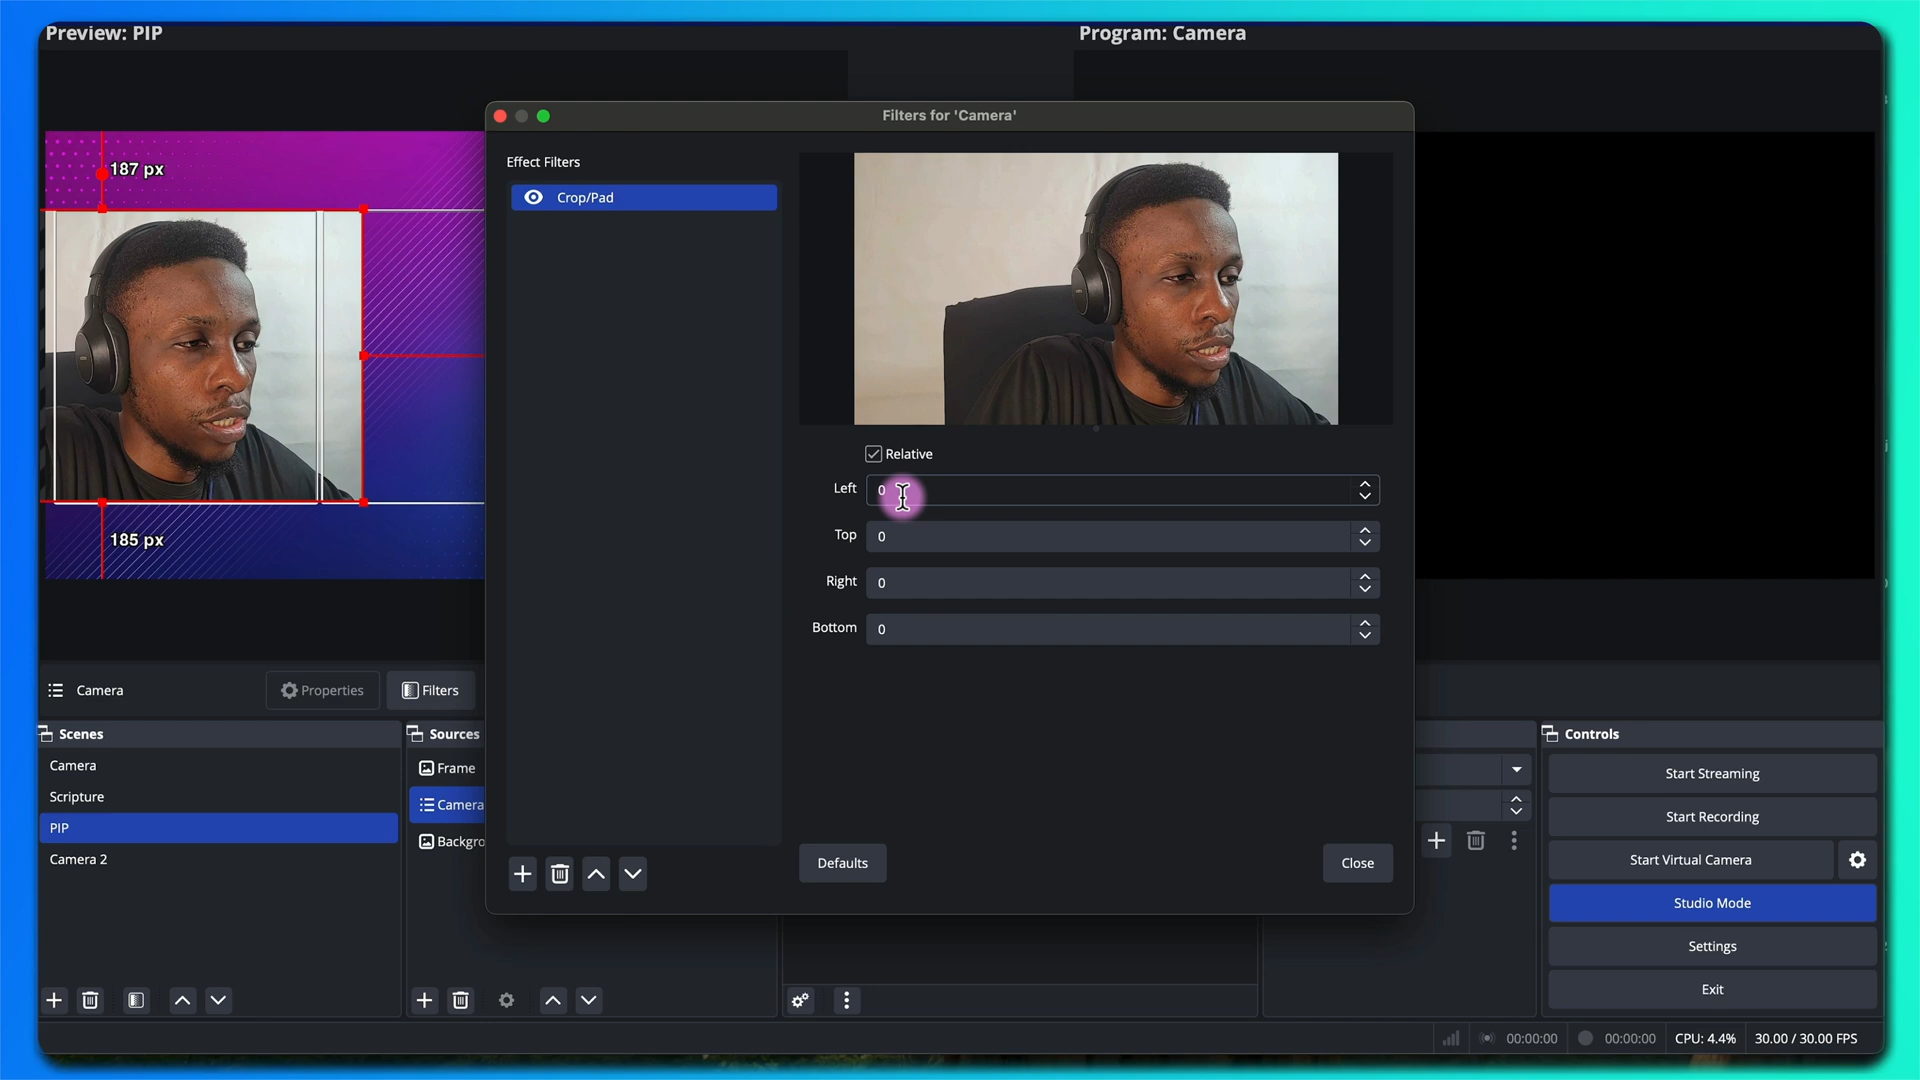 Preview: PIP
Program: Camera
Filters for 'Camera'
Effect Filters
Crop/Pad
187 px
185 px
Relative
Left 0
Top 0
Right 0
Bottom 0
Defaults
Close
Camera
Properties
Filters
Scenes
Camera
Scripture
PIP
Camera 2
Sources
Frame
Camera
Backgro
Controls
Start Streaming
Start Recording
Start Virtual Camera
Studio Mode
Settings
Exit
00:00:00
00:00:00
CPU: 4.4%
30.00 / 30.00 FPS